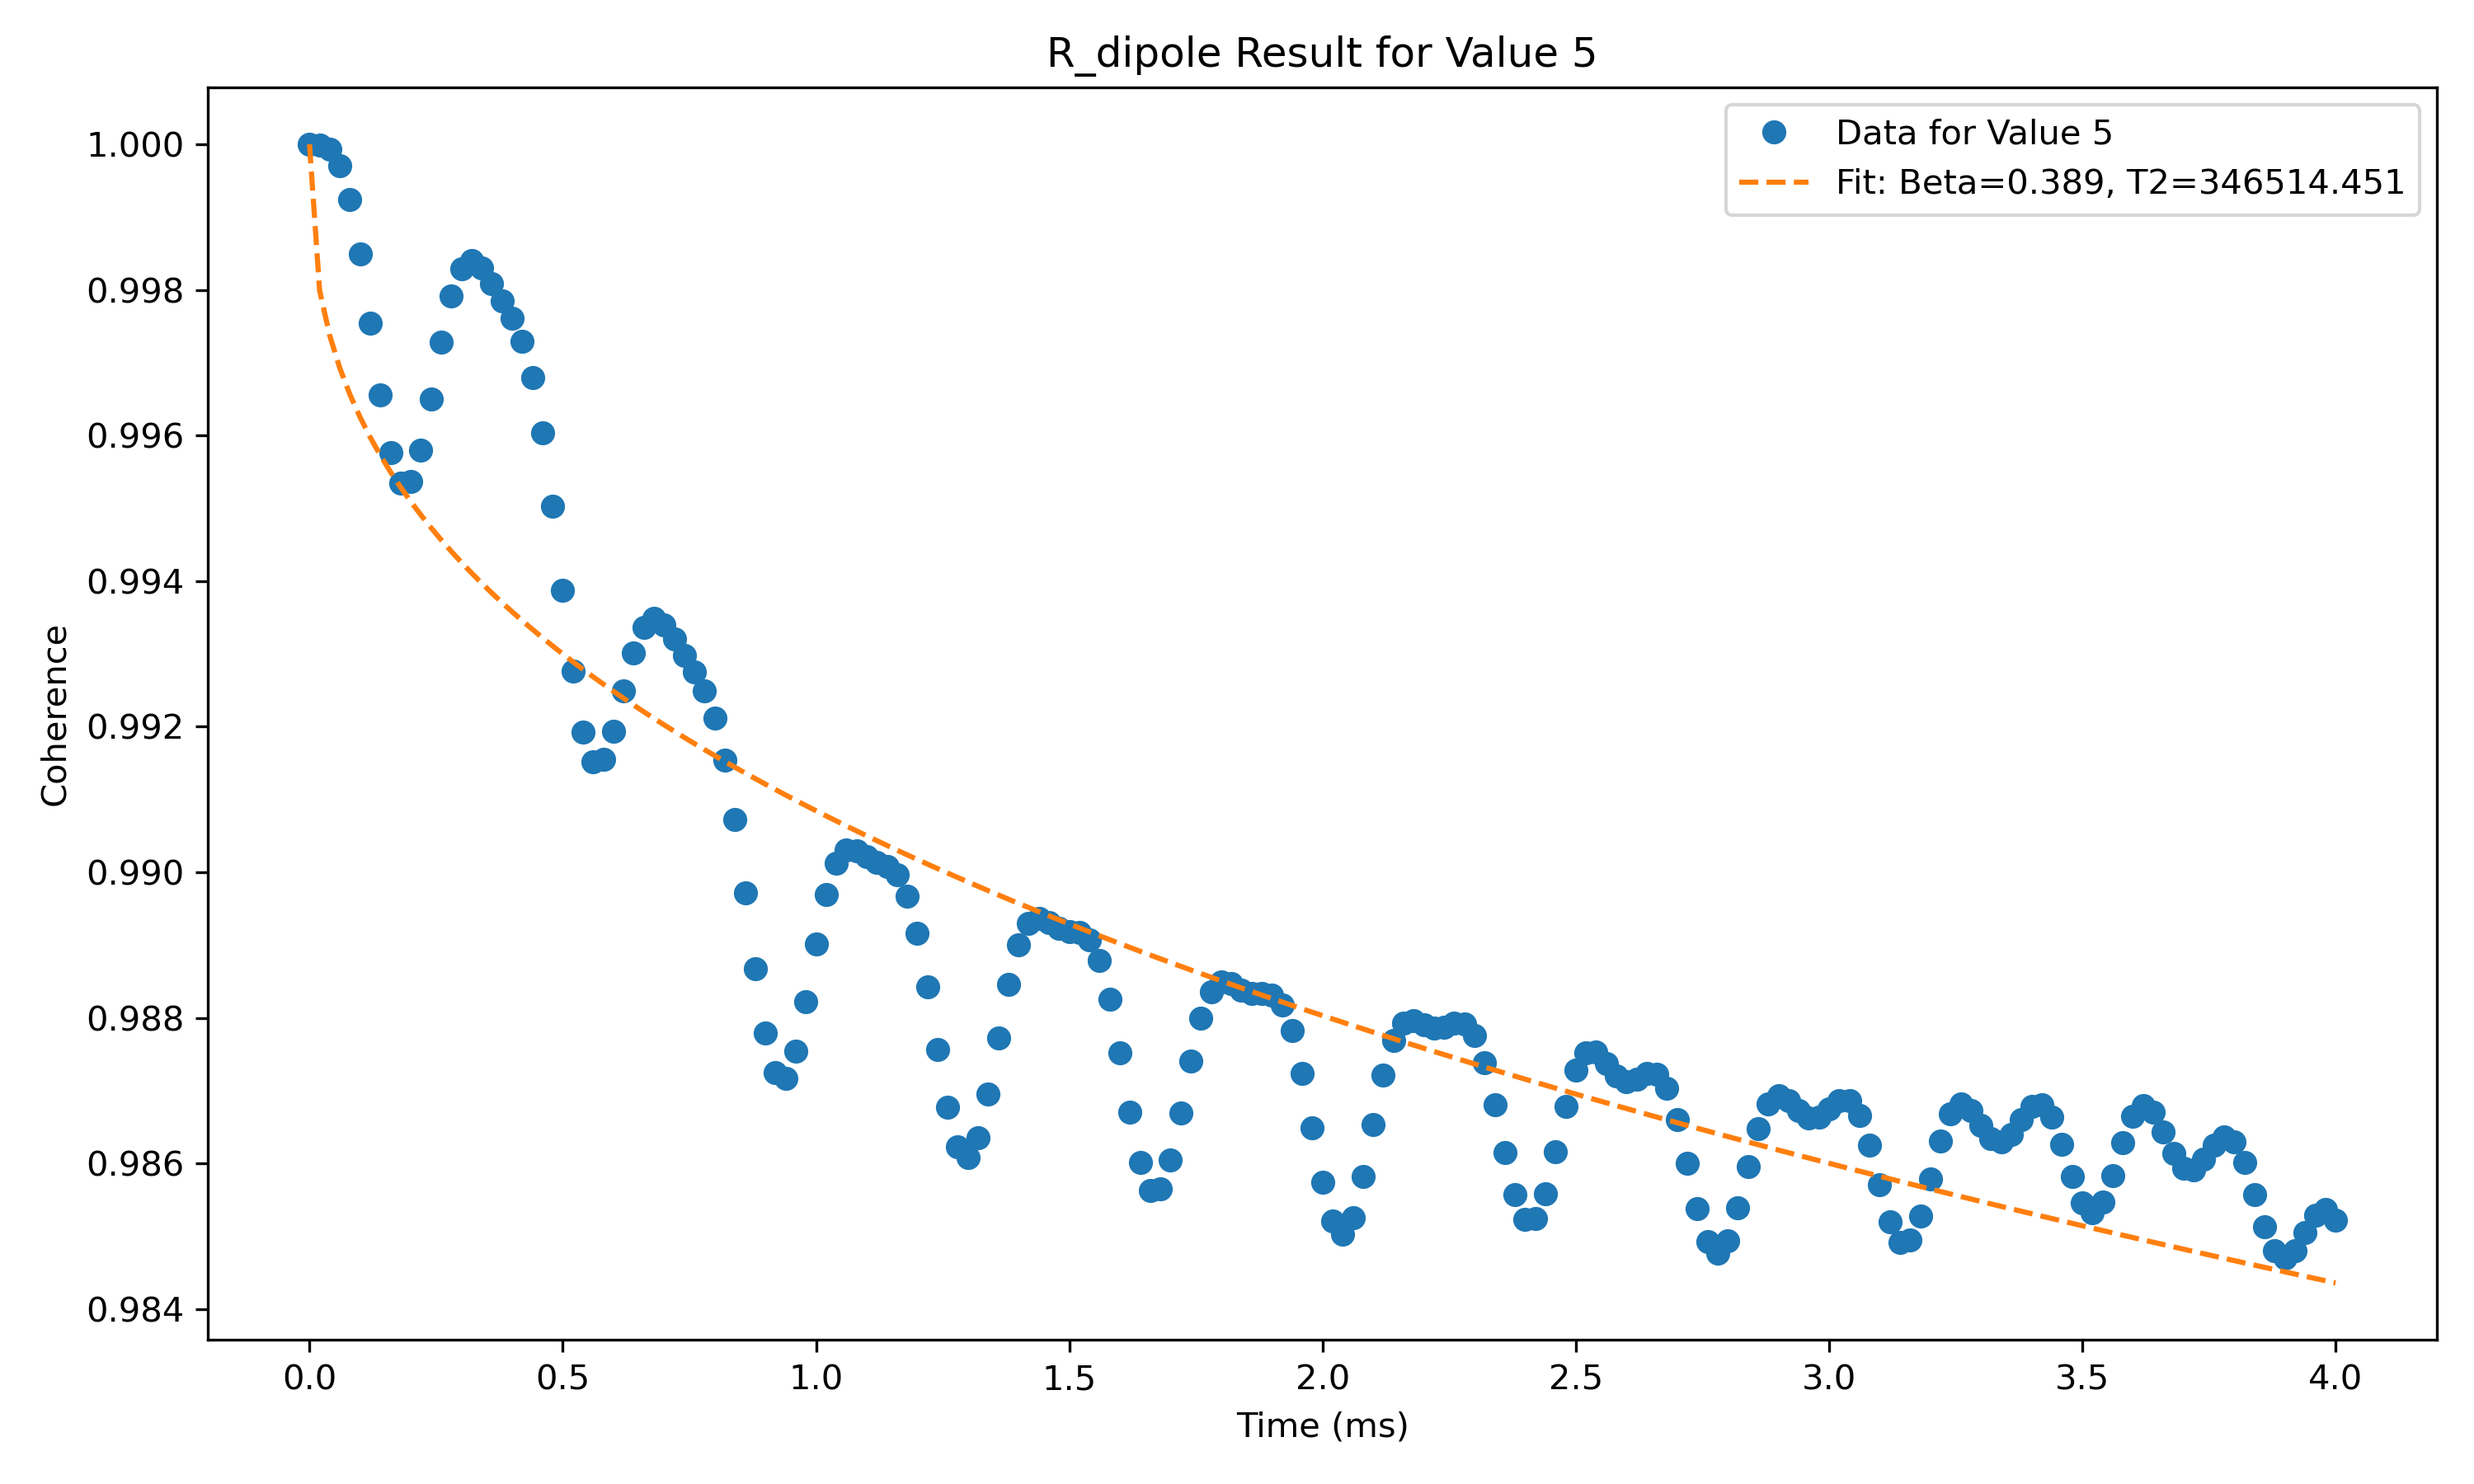 R_dipole Result for Value 5
Data for Value 5
Fit: Beta=0.389, T2=346514.451
Coherence
1.000
0.998
0.996
0.994
0.992
0.990
0.988
0.986
0.984
0.0 0.5 1.0 1.5 2.0 2.5 3.0 3.5 4.0
Time (ms)